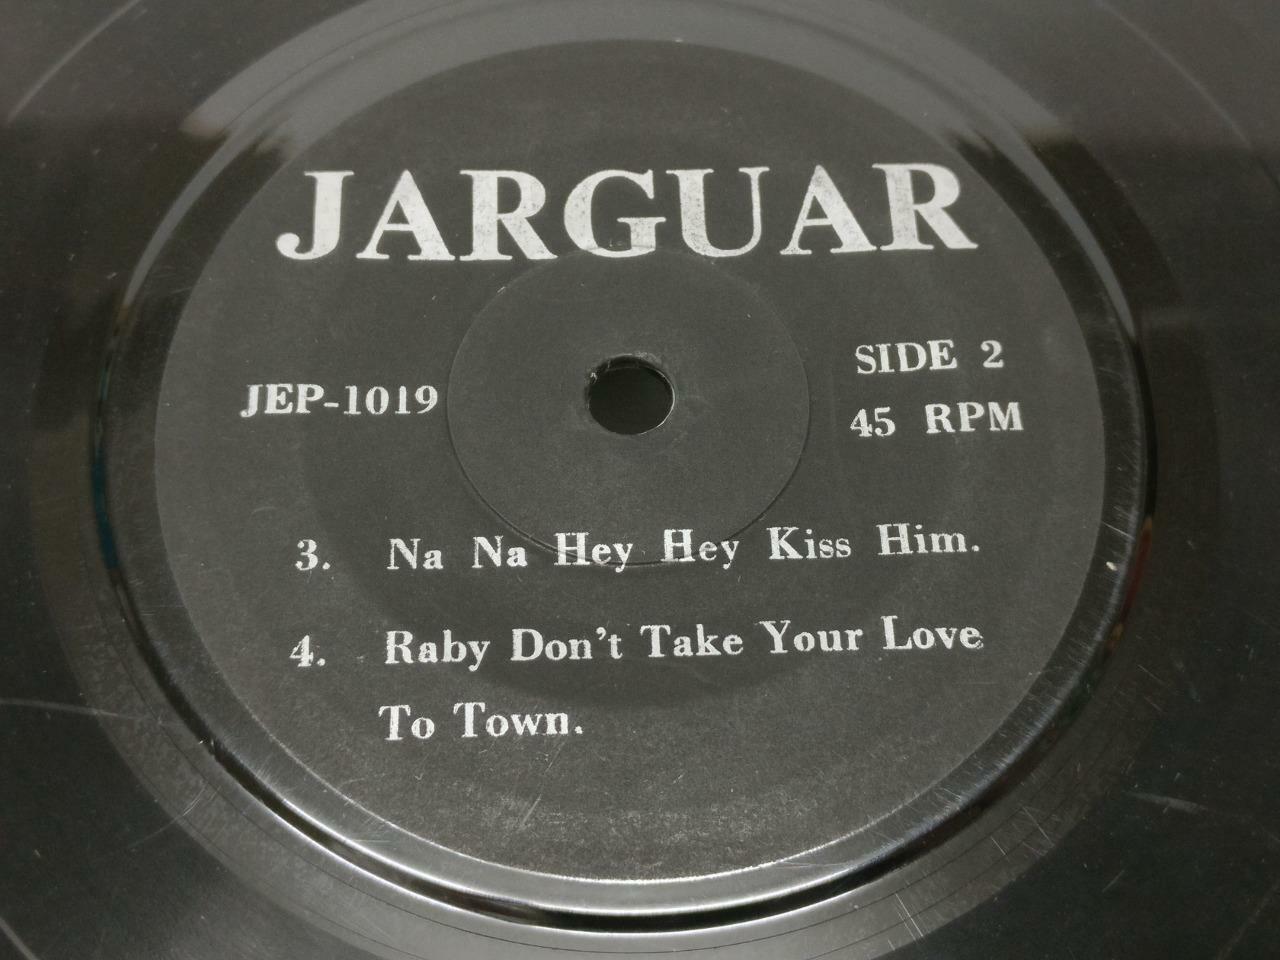 JARGUAR
JEP-1019
SIDE 2
45 RPM
3. Na Na Hey Hey Kiss Him.
4. Raby Don't Take Your Love
To Town.